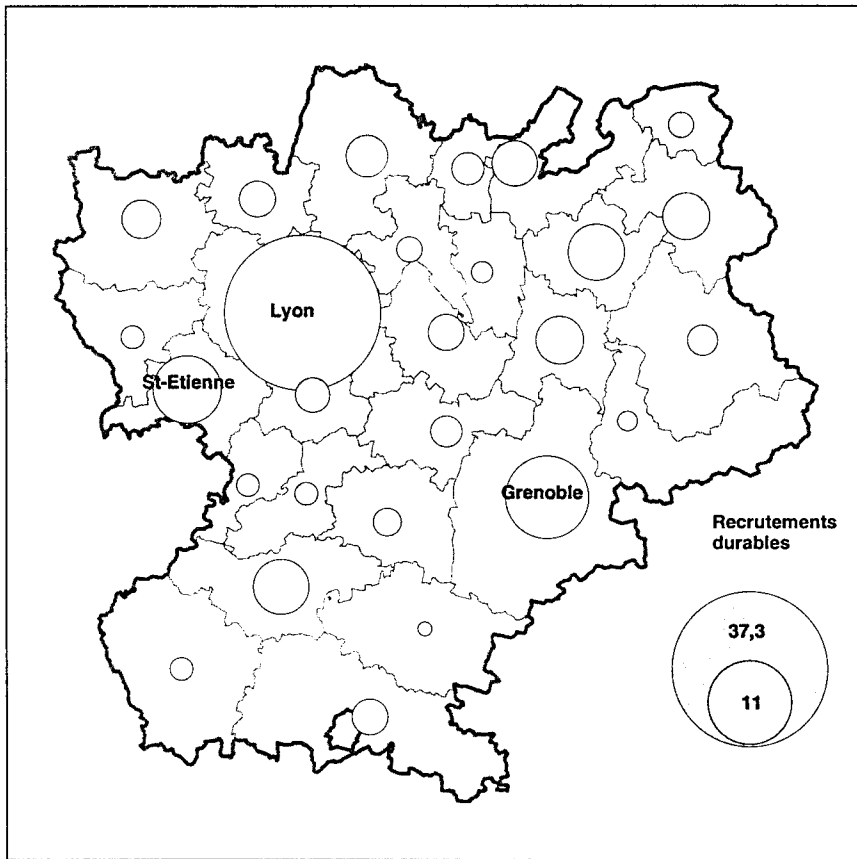 Lyon
St-Etienne
Grenoble
Recrutements
durables
37,3
11